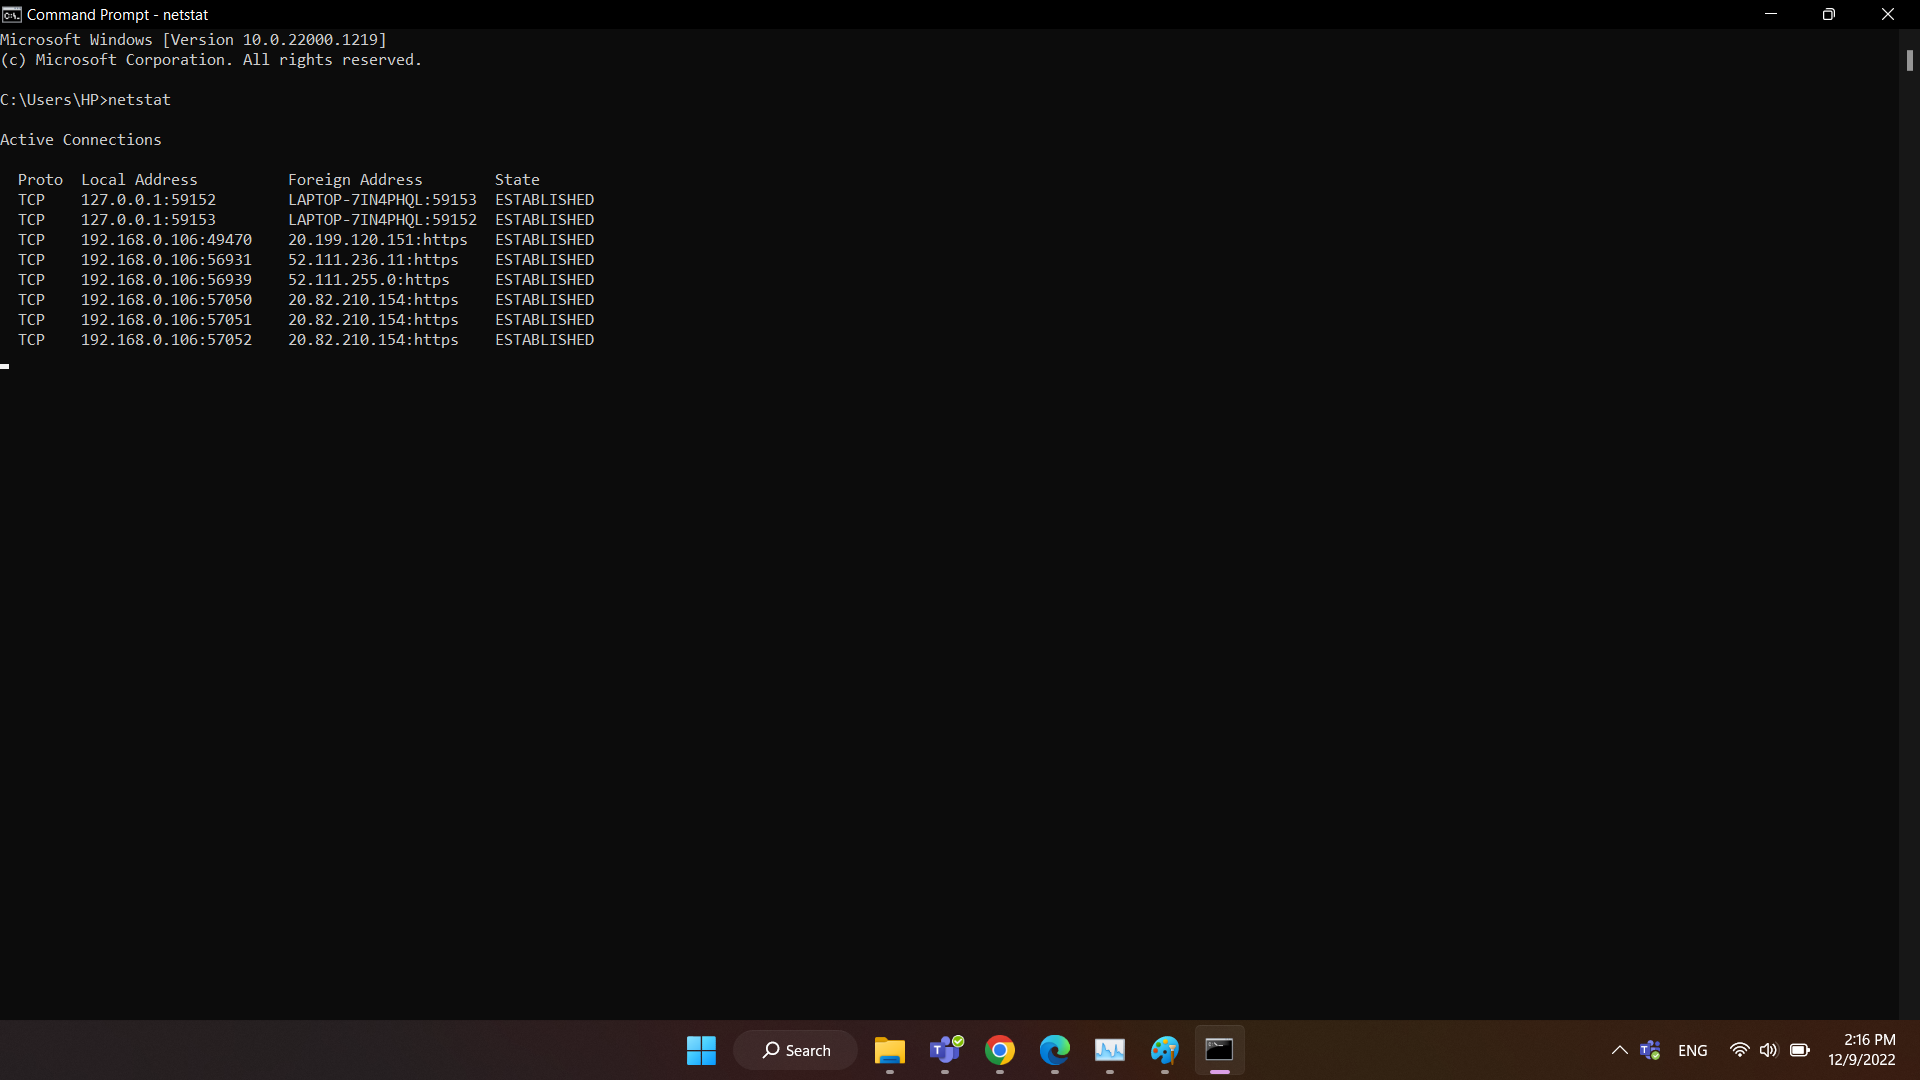 Command Prompt - netstat
Microsoft Windows [Version 10.0.22000.1219]
(c) Microsoft Corporation. All rights reserved.
C:\Users\HP>netstat
Active Connections
Proto  Local Address          Foreign Address        State
TCP    127.0.0.1:59152        LAPTOP-7IN4PHQL:59153  ESTABLISHED
TCP    127.0.0.1:59153        LAPTOP-7IN4PHQL:59152  ESTABLISHED
TCP    192.168.0.106:49470    20.199.120.151:https   ESTABLISHED
TCP    192.168.0.106:56931    52.111.236.11:https    ESTABLISHED
TCP    192.168.0.106:56939    52.111.255.0:https     ESTABLISHED
TCP    192.168.0.106:57050    20.82.210.154:https    ESTABLISHED
TCP    192.168.0.106:57051    20.82.210.154:https    ESTABLISHED
TCP    192.168.0.106:57052    20.82.210.154:https    ESTABLISHED
Search
ENG
2:16 PM
12/9/2022